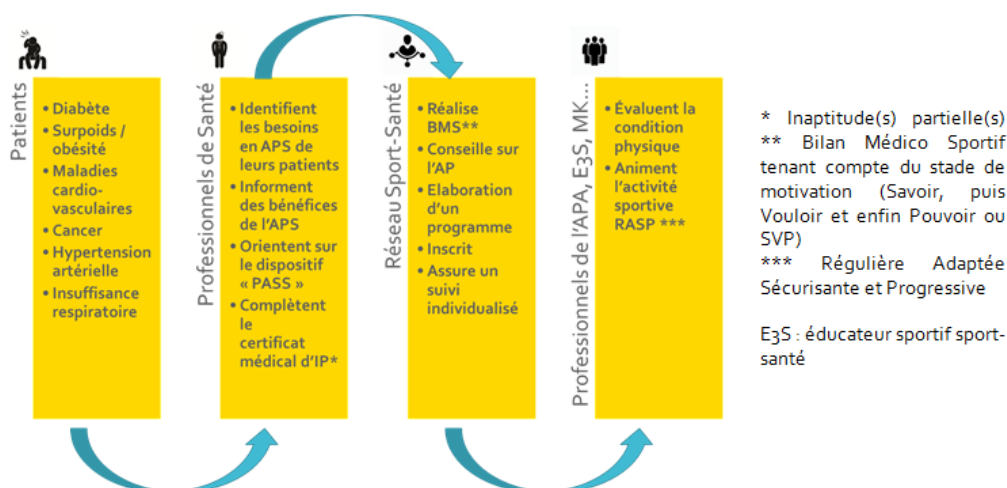 Patients
• Diabète
• Surpoids /
obésité
• Maladies
cardio-
vasculaires
• Cancer
• Hypertension
artérielle
• Insuffisance
respiratoire
Professionnels de Santé
• Identifient
les besoins
en APS de
leurs patients
• Informent
des bénéfices
de l'APS
• Orientent sur
le dispositif
« PASS »
• Complètent
le
certificat
médical d'IP*
Réseau Sport-Santé
• Réalise
BMS**
• Conseille sur
l'AP
• Elaboration
d'un
programme
• Inscrit
• Assure un
suivi
individualisé
Professionnels de l'APA, E3S, MK...
• Évaluent la
condition
physique
• Animent
l'activité
sportive
RASP ***
* Inaptitude(s) partielle(s)
** Bilan Médico Sportif
tenant compte du stade de
motivation (Savoir, puis
Vouloir et enfin Pouvoir ou
SVP)
*** Régulière Adaptée
Sécurisante et Progressive
E3S : éducateur sportif sport-
santé